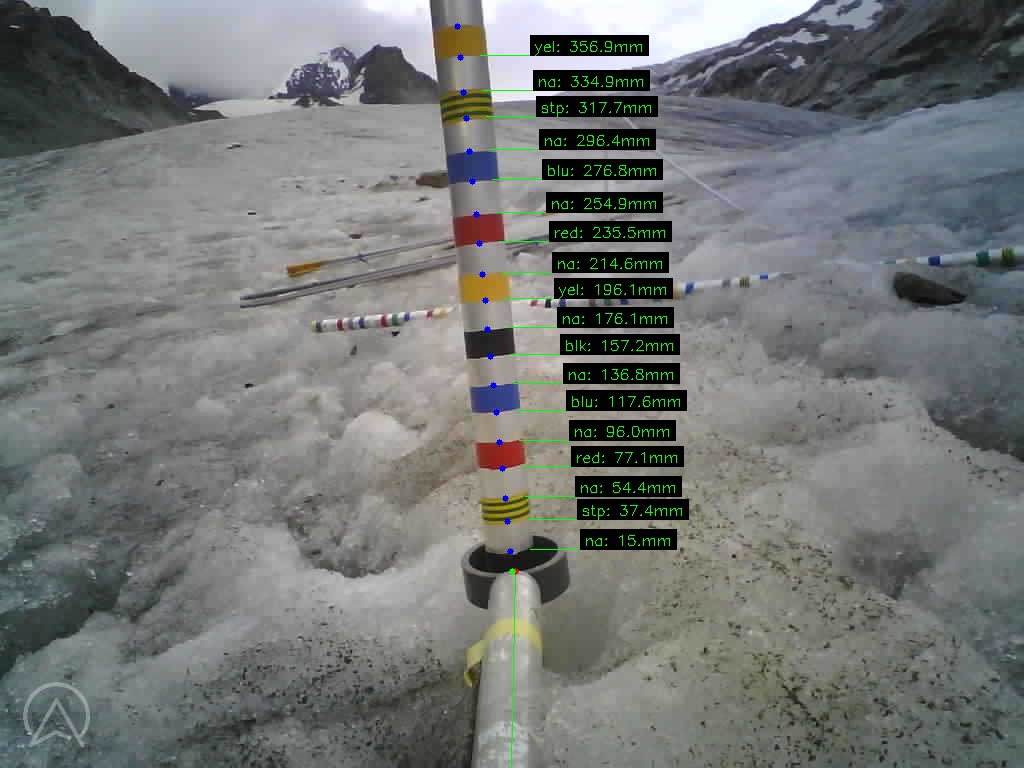 yel: 356.9mm
na: 334.9mm
stp: 317.7mm
na: 296.4mm
blu: 276.8mm
na: 254.9mm
red: 235.5mm
na: 214.6mm
yel: 196.1mm
na: 176.1mm
blk: 157.2mm
na: 136.8mm
blu: 117.6mm
na: 96.0mm
red: 77.1mm
na: 54.4mm
stp: 37.4mm
na: 15.mm